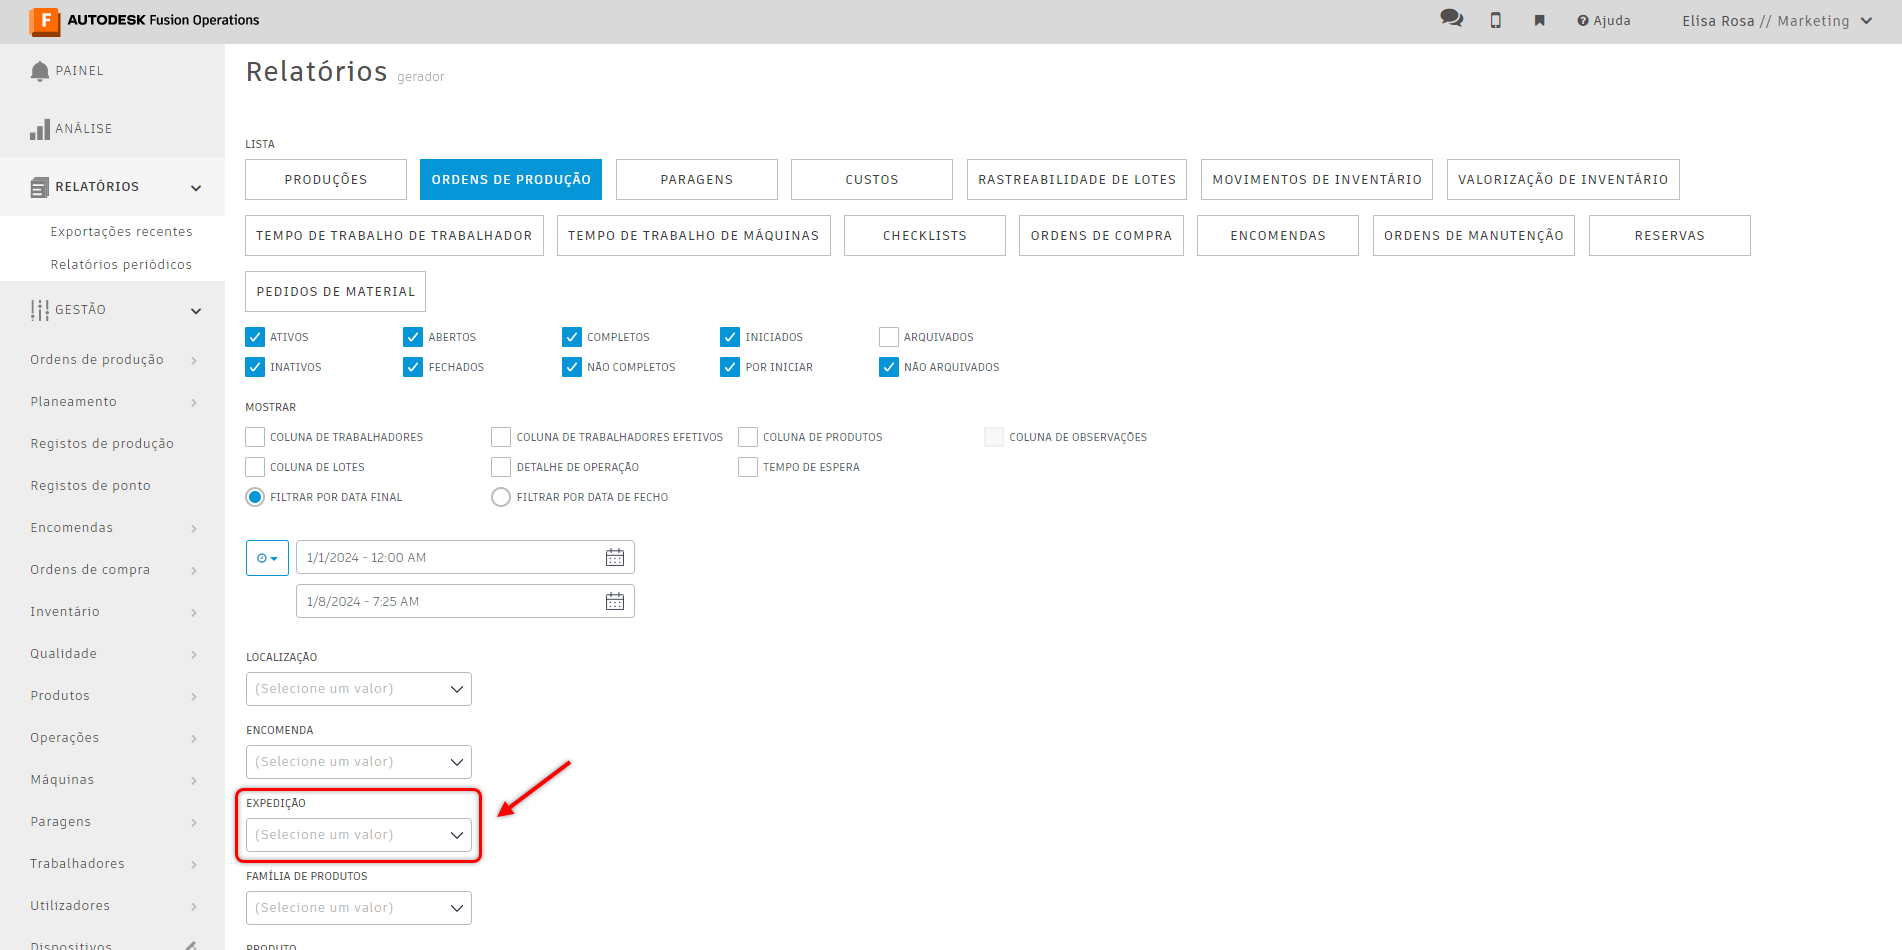 AUTODESK Fusion Operations
Ajuda
Elisa Rosa // Marketing
PAINEL
ANÁLISE
RELATÓRIOS
Exportações recentes
Relatórios periódicos
GESTÃO
Ordens de produção
Planeamento
Registos de produção
Registos de ponto
Encomendas
Ordens de compra
Inventário
Qualidade
Produtos
Operações
Máquinas
Paragens
Trabalhadores
Utilizadores
Dispositivos
Relatórios gerador
LISTA
PRODUÇÕES ORDENS DE PRODUÇÃO PARAGENS CUSTOS RASTREABILIDADE DE LOTES MOVIMENTOS DE INVENTÁRIO VALORIZAÇÃO DE INVENTÁRIO
TEMPO DE TRABALHO DE TRABALHADOR TEMPO DE TRABALHO DE MÁQUINAS CHECKLISTS ORDENS DE COMPRA ENCOMENDAS ORDENS DE MANUTENÇÃO RESERVAS
PEDIDOS DE MATERIAL
ATIVOS ABERTOS COMPLETOS INICIADOS ARQUIVADOS
INATIVOS FECHADOS NÃO COMPLETOS POR INICIAR NÃO ARQUIVADOS
MOSTRAR
COLUNA DE TRABALHADORES COLUNA DE TRABALHADORES EFETIVOS COLUNA DE PRODUTOS COLUNA DE OBSERVAÇÕES
COLUNA DE LOTES DETALHE DE OPERAÇÃO TEMPO DE ESPERA
FILTRAR POR DATA FINAL FILTRAR POR DATA DE FECHO
1/1/2024 - 12:00 AM
1/8/2024 - 7:25 AM
LOCALIZAÇÃO
(Selecione um valor)
ENCOMENDA
(Selecione um valor)
EXPEDIÇÃO
(Selecione um valor)
FAMÍLIA DE PRODUTOS
(Selecione um valor)
PRODUTO